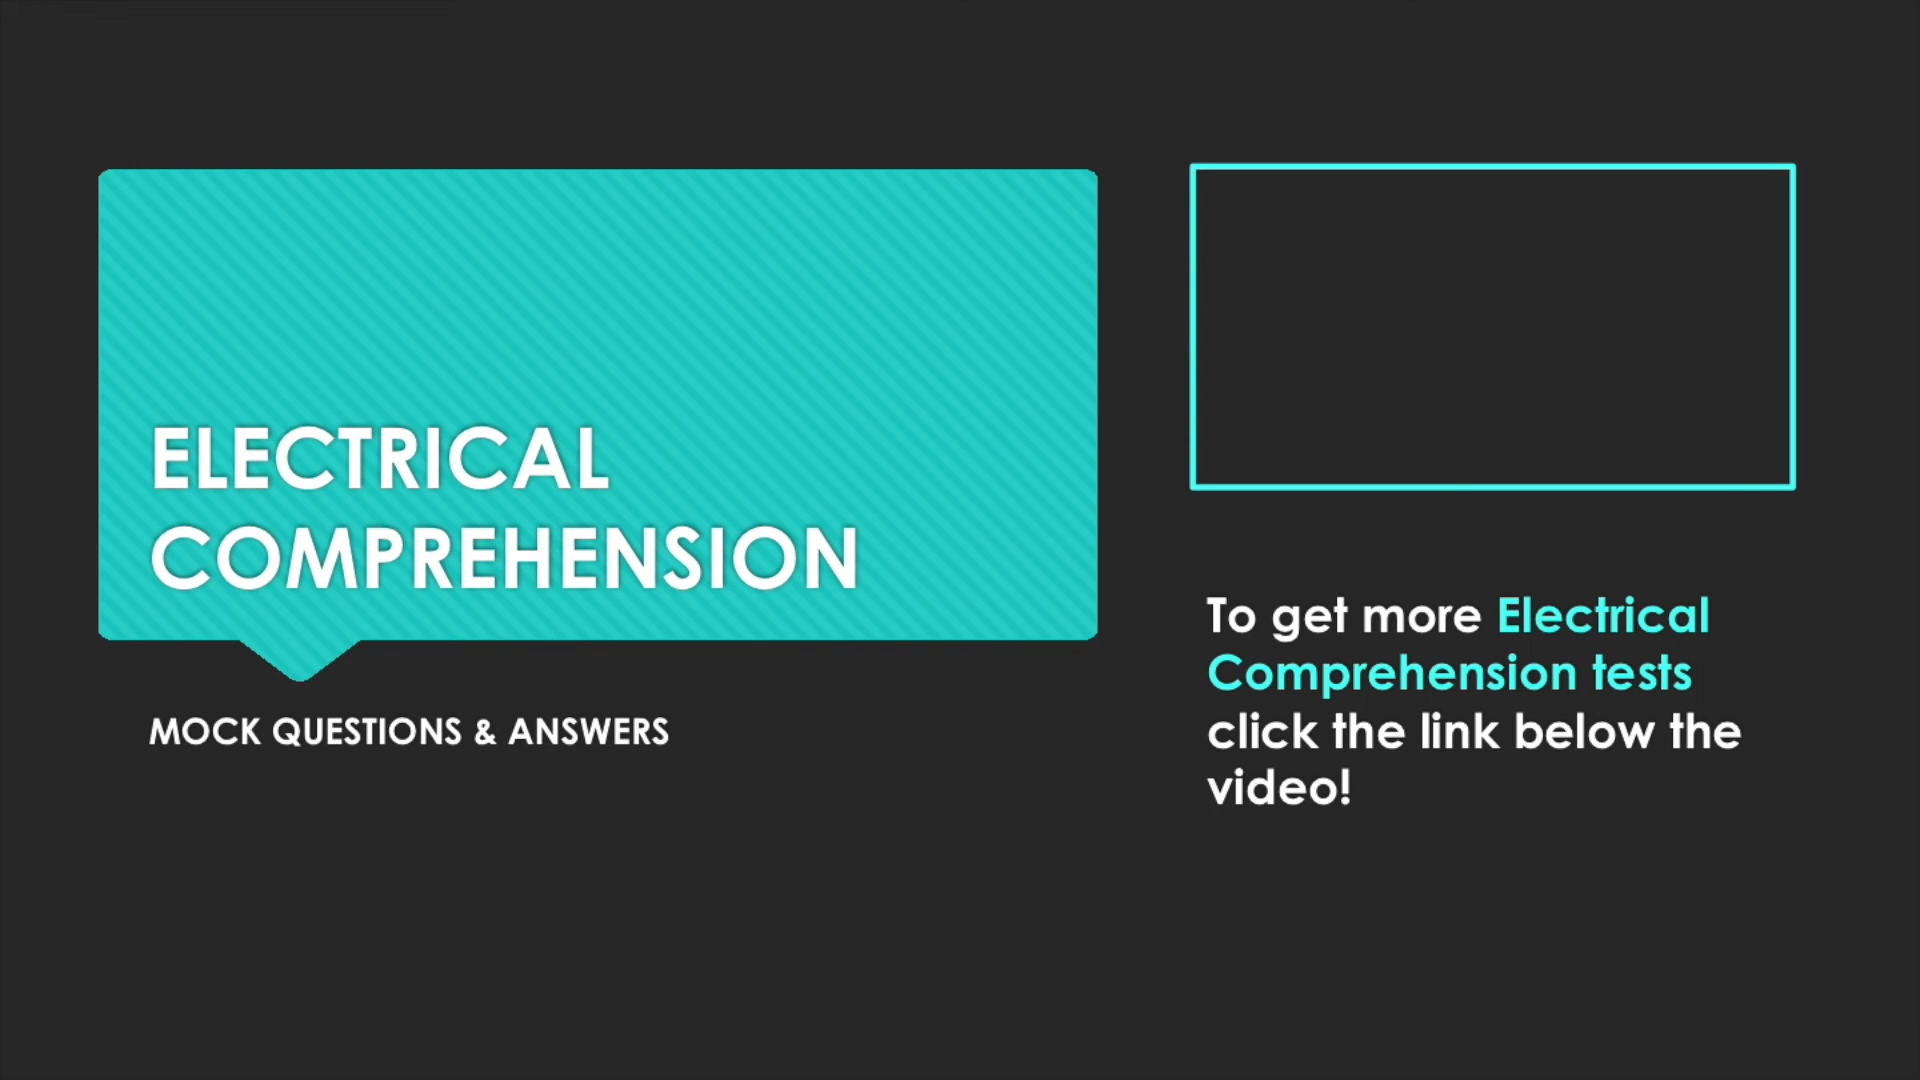 ELECTRICAL
COMPREHENSION
MOCK QUESTIONS & ANSWERS
To get more Electrical
Comprehension tests
click the link below the
video!